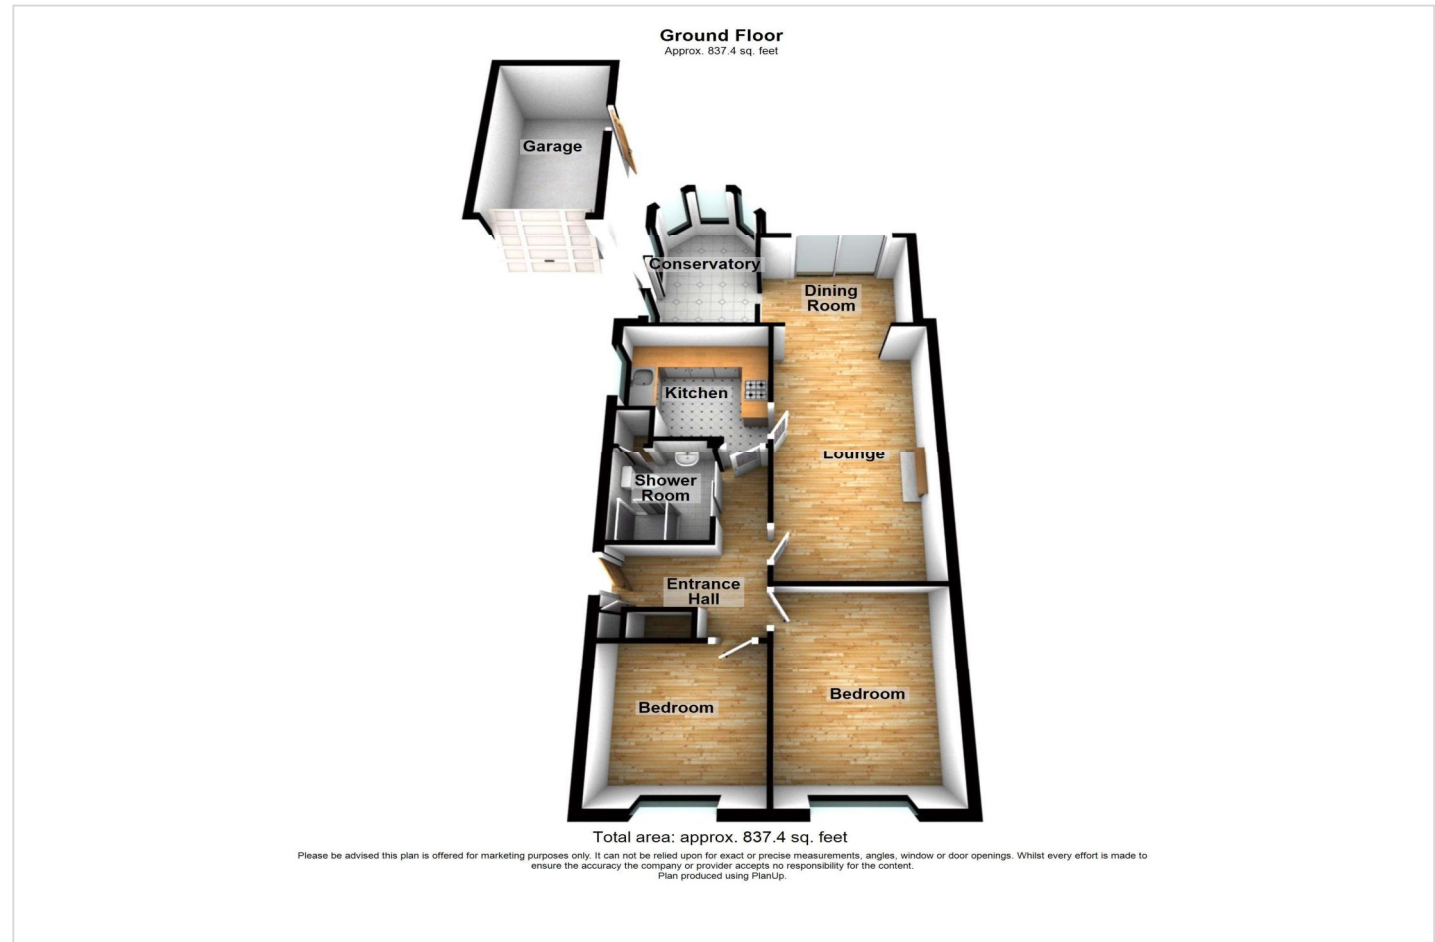 Ground Floor
Approx. 837.4 sq. feet
Garage
Conservatory
Dining
Room
Kitchen
Lounge
Shower
Room
Entrance
Hall
Bedroom
Bedroom
Total area: approx. 837.4 sq. feet
Please be advised this plan is offered for marketing purposes only. It can not be relied upon for exact or precise measurements, angles, window or door openings. Whilst every effort is made to
ensure the accuracy the company or provider accepts no responsibility for the content.
Plan produced using PlanUp.